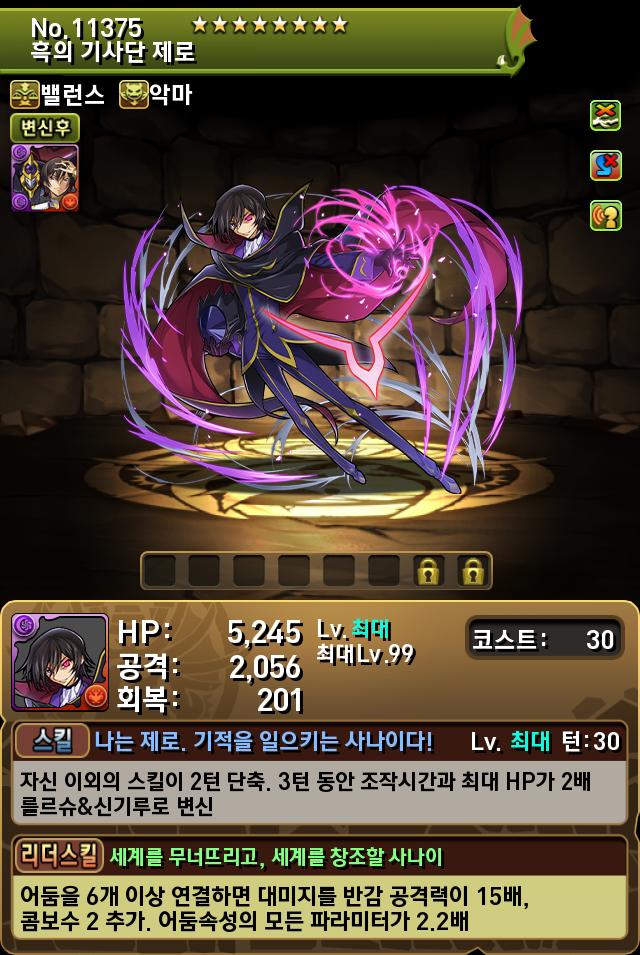 No.11375
흑의 기사단 제로
밸런스 악마
변신후
HP: 5,245 Lv.최대
최대Lv.99
공격: 2,056
회복: 201
코스트: 30
스킬 나는 제로. 기적을 일으키는 사나이다! Lv. 최대 턴:30
자신 이외의 스킬이 2턴 단축. 3턴 동안 조작시간과 최대 HP가 2배
를르슈&신기루로 변신
리더스킬 세계를 무너뜨리고, 세계를 창조할 사나이
어둠을 6개 이상 연결하면 대미지를 반감 공격력이 15배,
콤보수 2 추가. 어둠속성의 모든 파라미터가 2.2배